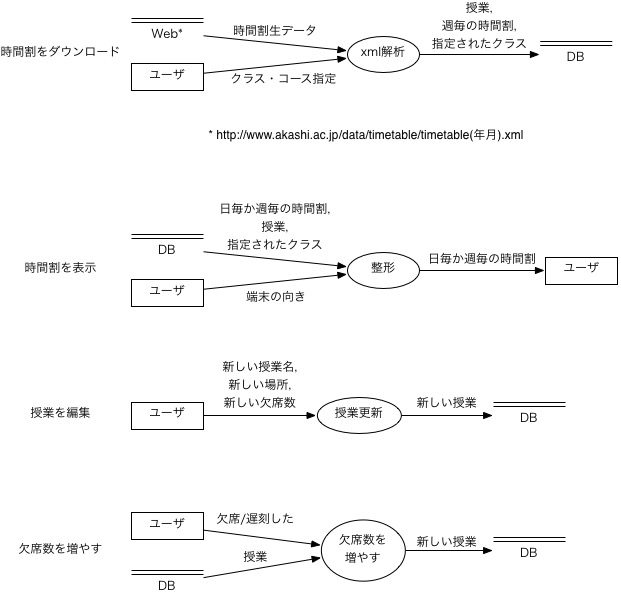 時間割をダウンロード
Web*
ユーザ
時間割生データ
クラス・コース指定
xml解析
授業,
週毎の時間割,
指定されたクラス
DB
* http://www.akashi.ac.jp/data/timetable/timetable(年月).xml
時間割を表示
DB
ユーザ
日毎か週毎の時間割,
授業,
指定されたクラス
端末の向き
整形
日毎か週毎の時間割
ユーザ
授業を編集
ユーザ
新しい授業名,
新しい場所,
新しい欠席数
授業更新
新しい授業
DB
欠席数を増やす
ユーザ
DB
欠席/遅刻した
授業
欠席数を
増やす
新しい授業
DB